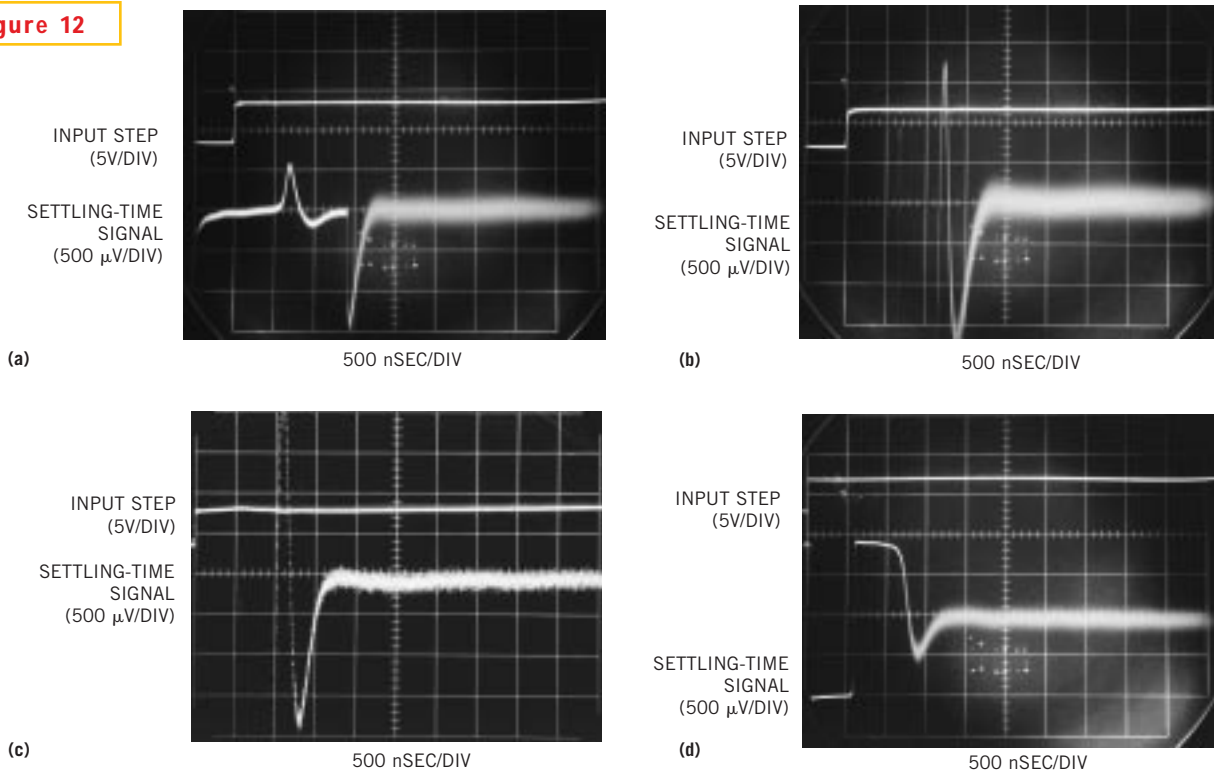 gure 12
INPUT STEP
(5V/DIV)
SETTLING-TIME
SIGNAL
(500 μV/DIV)
(a)
500 nSEC/DIV
INPUT STEP
(5V/DIV)
SETTLING-TIME
SIGNAL
(500 μV/DIV)
(b)
500 nSEC/DIV
INPUT STEP
(5V/DIV)
SETTLING-TIME
SIGNAL
(500 μV/DIV)
(c)
500 nSEC/DIV
INPUT STEP
(5V/DIV)
SETTLING-TIME
SIGNAL
(500 μV/DIV)
(d)
500 nSEC/DIV